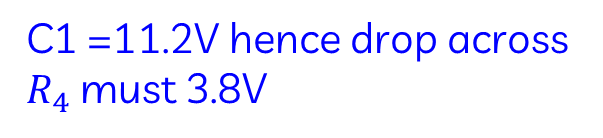 C1 =11.2V hence drop across
R₄ must 3.8V